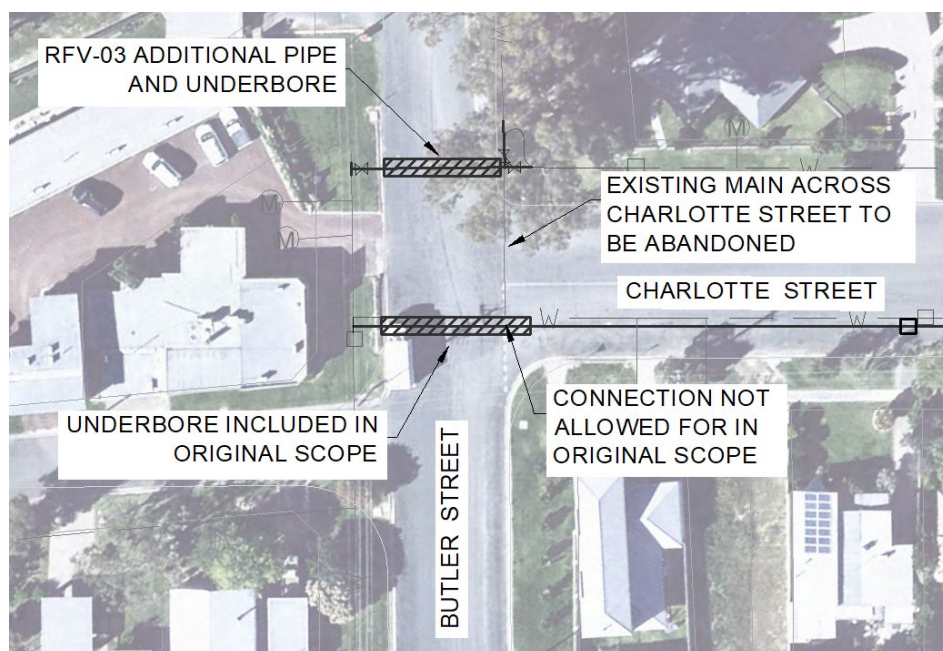 RFV-03 ADDITIONAL PIPE
AND UNDERBORE
W
M
W
EXISTING MAIN ACROSS
CHARLOTTE STREET TO
BE ABANDONED
M
M
CHARLOTTE STREET
W
W
UNDERBORE INCLUDED IN
ORIGINAL SCOPE
CONNECTION NOT
ALLOWED FOR IN
ORIGINAL SCOPE
BUTLER STREET